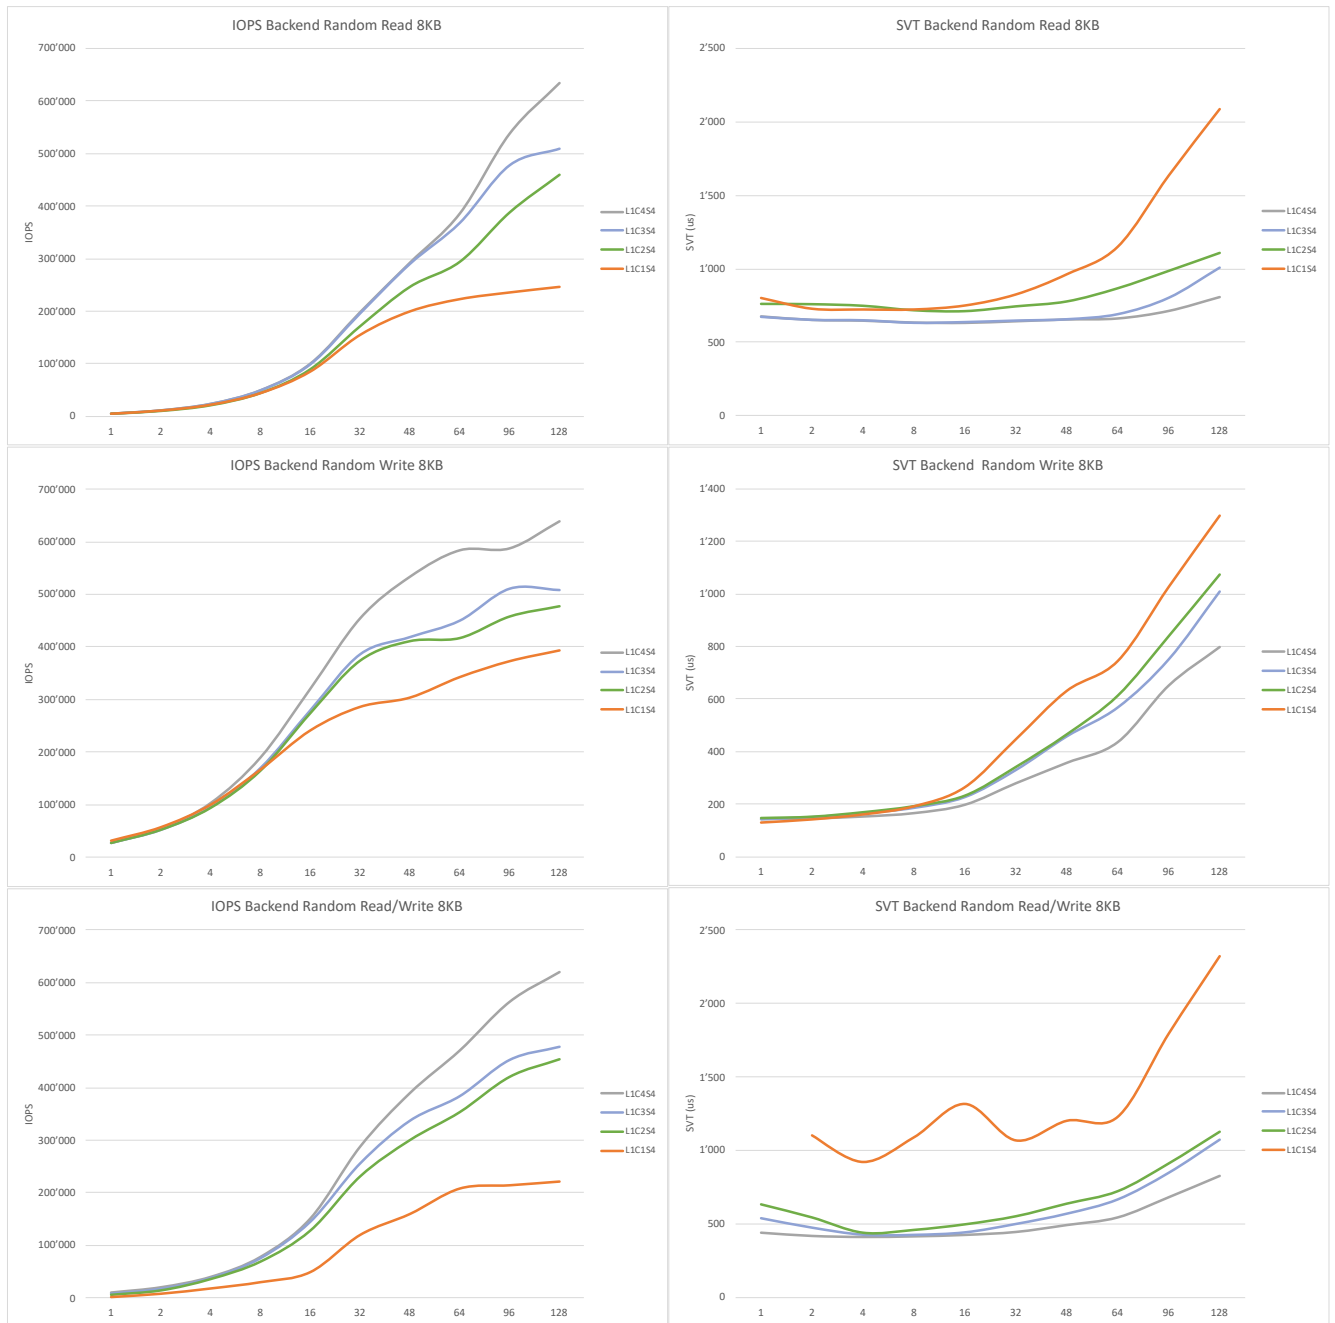 IOPS Backend Random Read 8KB
700’000
600’000
500’000
400’000
300’000
200’000
100’000
0
IOPS
1 2 4 8 16 32 48 64 96 128
L1C4S4
L1C3S4
L1C2S4
L1C1S4
SVT Backend Random Read 8KB
2’500
2’000
1’500
1’000
500
0
SVT (us)
1 2 4 8 16 32 48 64 96 128
L1C4S4
L1C3S4
L1C2S4
L1C1S4
IOPS Backend Random Write 8KB
700’000
600’000
500’000
400’000
300’000
200’000
100’000
0
IOPS
1 2 4 8 16 32 48 64 96 128
L1C4S4
L1C3S4
L1C2S4
L1C1S4
SVT Backend  Random Write 8KB
1’400
1’200
1’000
800
600
400
200
0
SVT (us)
1 2 4 8 16 32 48 64 96 128
L1C4S4
L1C3S4
L1C2S4
L1C1S4
IOPS Backend Random Read/Write 8KB
700’000
600’000
500’000
400’000
300’000
200’000
100’000
0
IOPS
1 2 4 8 16 32 48 64 96 128
L1C4S4
L1C3S4
L1C2S4
L1C1S4
SVT Backend Random Read/Write 8KB
2’500
2’000
1’500
1’000
500
0
SVT (us)
1 2 4 8 16 32 48 64 96 128
L1C4S4
L1C3S4
L1C2S4
L1C1S4